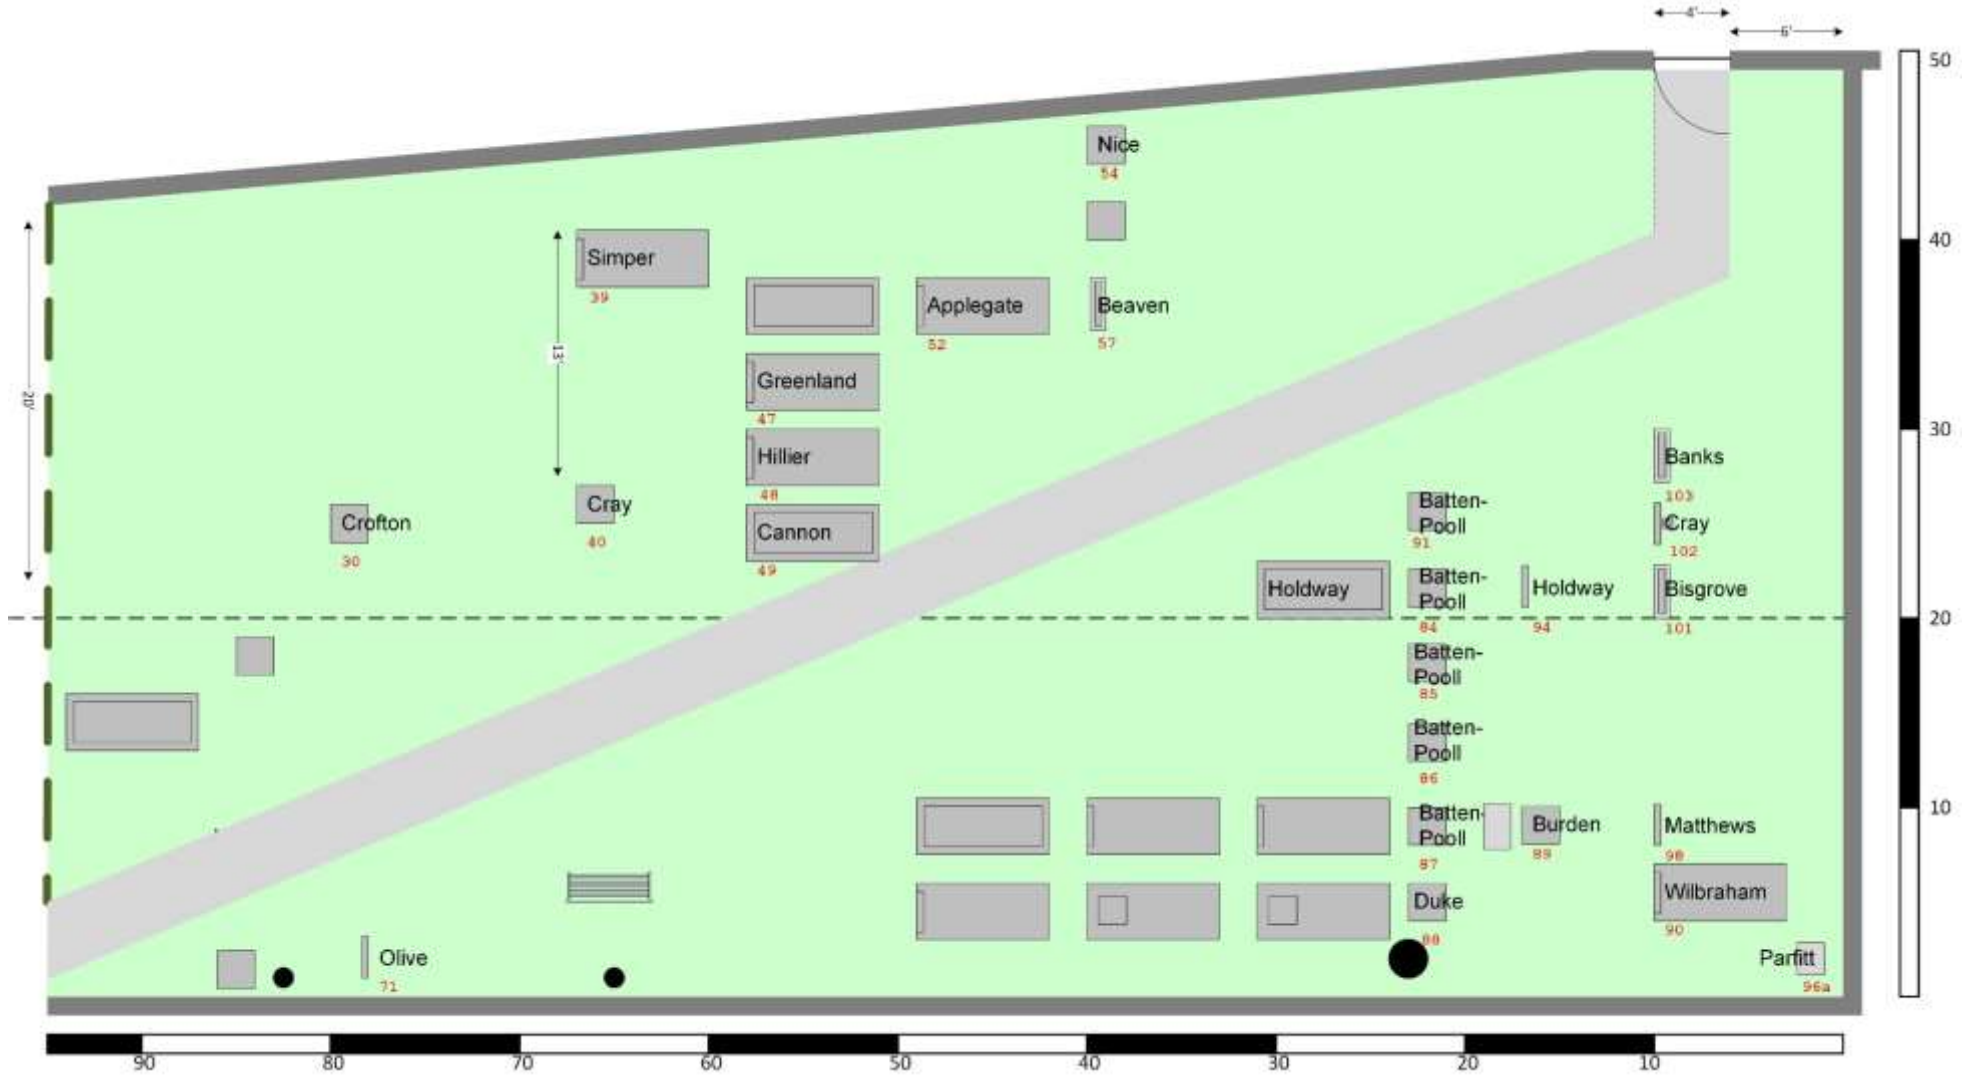 4'
6'
50
Nice
54
40
Simper
39
Applegate
52
Beaven
57
13'
20'
Greenland
47
30
Hillier
48
Banks
103
Cray
40
Batten-
Pooll
91
Cray
102
Crofton
30
Cannon
49
Holdway
Batten-
Pooll
84
Holdway
94
Bisgrove
101
20
Batten-
Pooll
85
Batten-
Pooll
86
10
Batten-
Pooll
87
Burden
89
Matthews
98
Wilbraham
90
Duke
88
Olive
71
Parfitt
96a
90
80
70
60
50
40
30
20
10